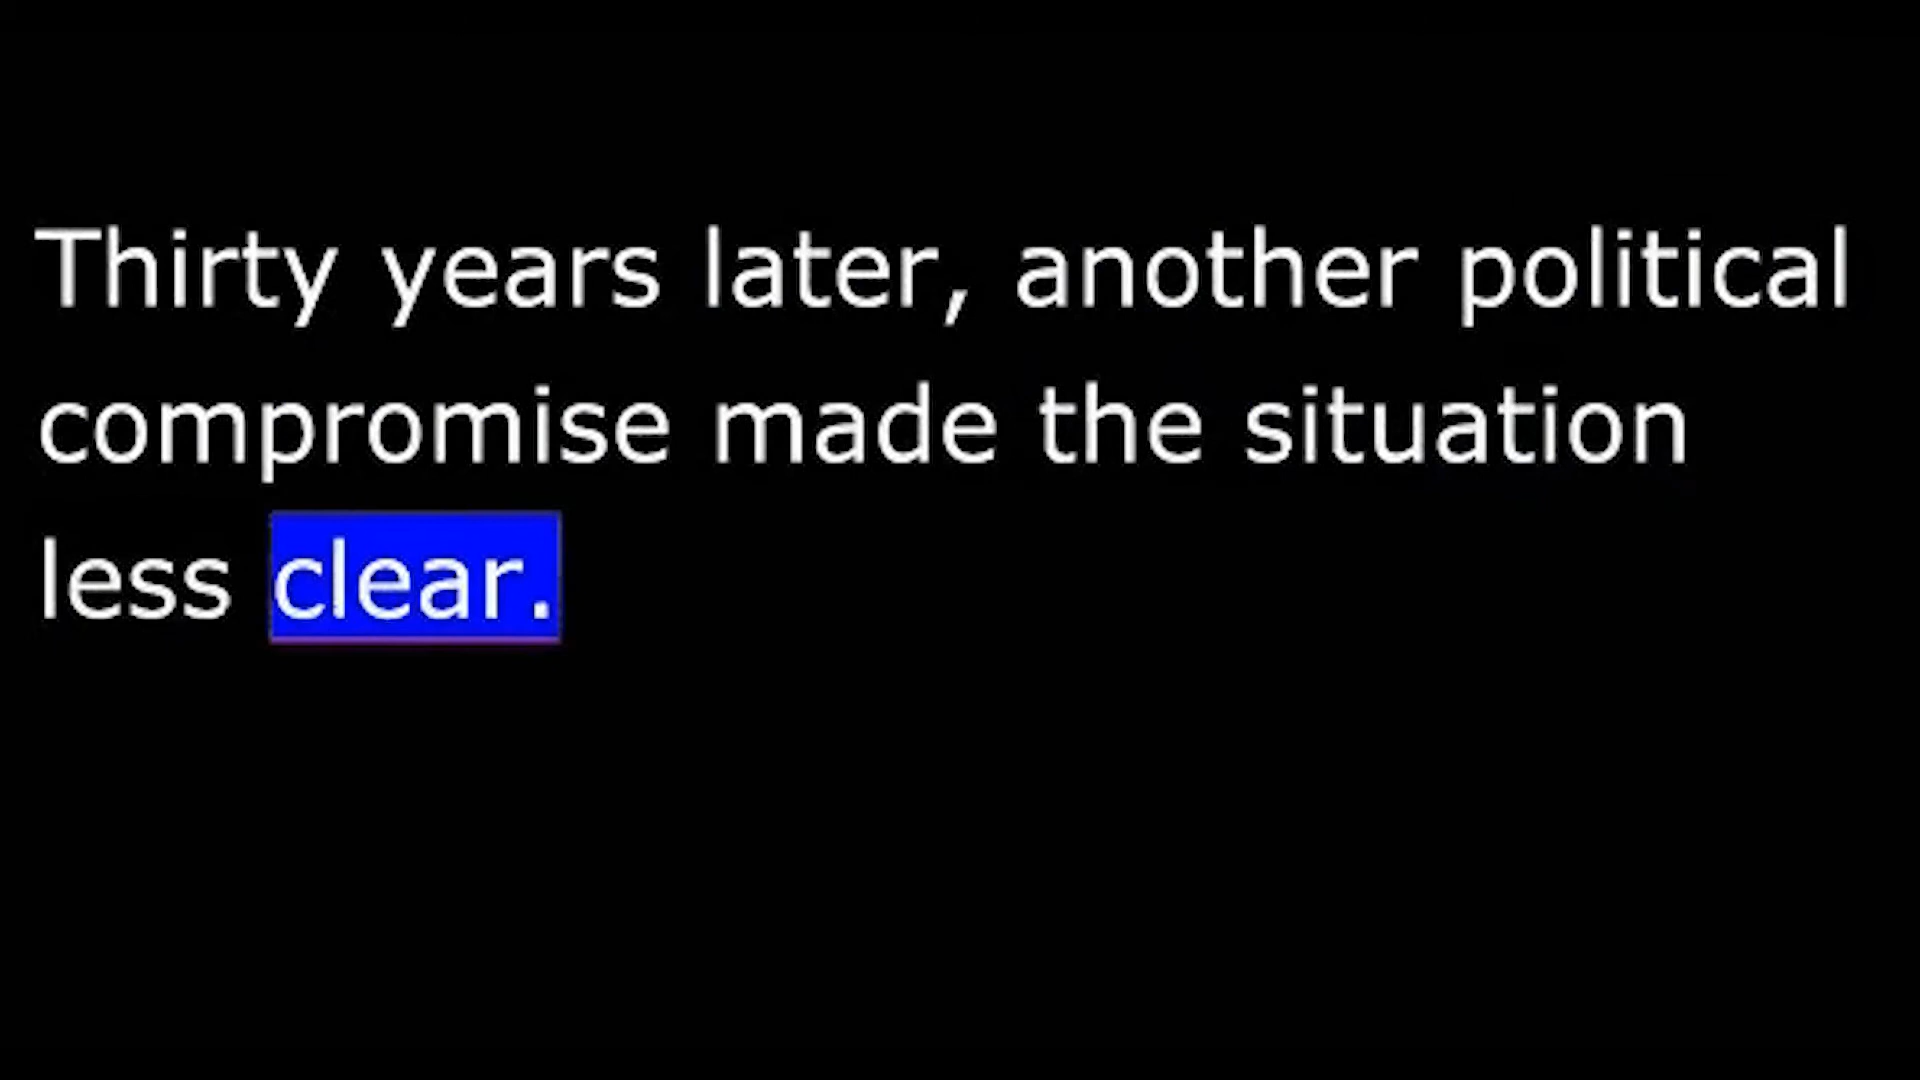 Thirty years later, another political
compromise made the situation
less clear.